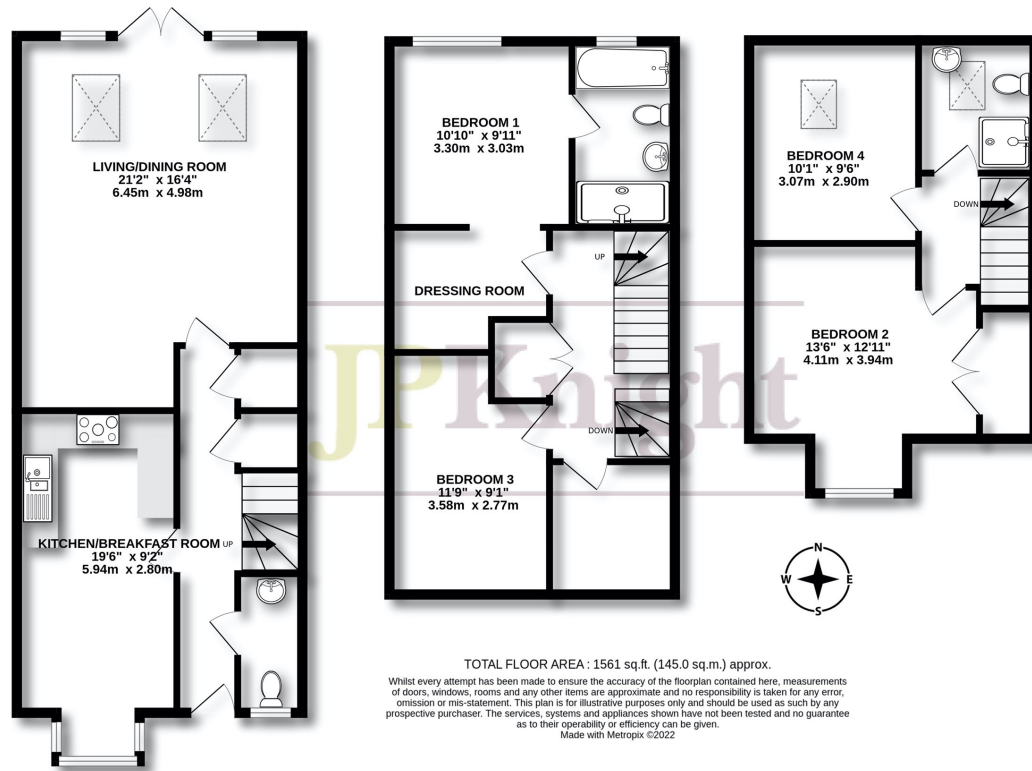 LIVING/DINING ROOM
21'2" x 16'4"
6.45m x 4.98m
KITCHEN/BREAKFAST ROOM
19'6" x 9'2"
5.94m x 2.80m
UP
BEDROOM 1
10'10" x 9'11"
3.30m x 3.03m
UP
DRESSING ROOM
DOWN
BEDROOM 3
11'9" x 9'1"
3.58m x 2.77m
BEDROOM 4
10'1" x 9'6"
3.07m x 2.90m
DOWN
BEDROOM 2
13'6" x 12'11"
4.11m x 3.94m
JPKnight
N
W E
S
TOTAL FLOOR AREA : 1561 sq.ft. (145.0 sq.m.) approx.
Whilst every attempt has been made to ensure the accuracy of the floorplan contained here, measurements
of doors, windows, rooms and any other items are approximate and no responsibility is taken for any error,
omission or mis-statement. This plan is for illustrative purposes only and should be used as such by any
prospective purchaser. The services, systems and appliances shown have not been tested and no guarantee
as to their operability or efficiency can be given.
Made with Metropix ©2022